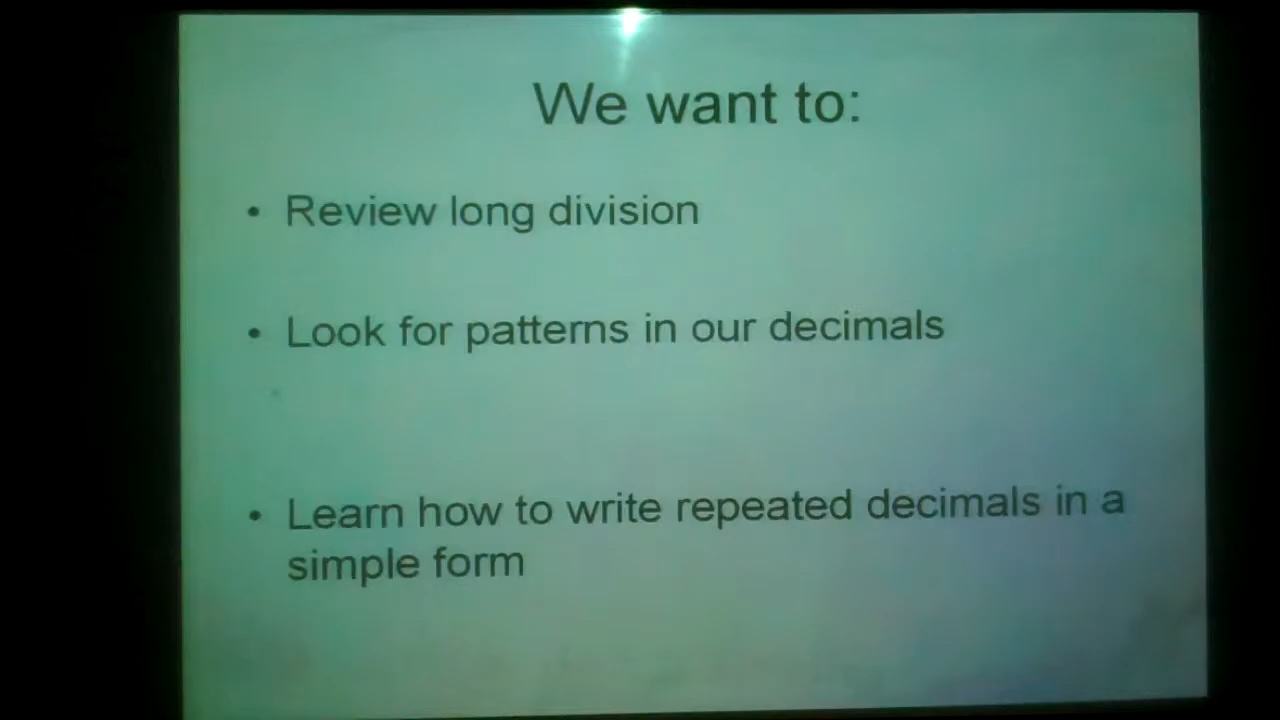 We want to:
• Review long division
• Look for patterns in our decimals
• Learn how to write repeated decimals in a
simple form